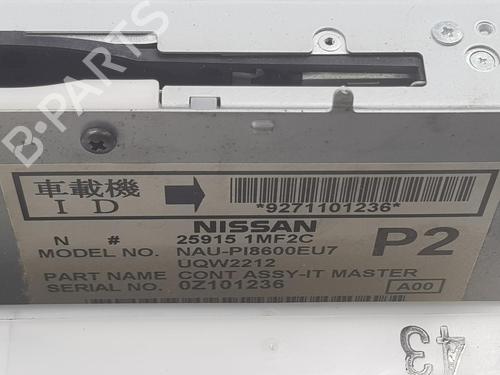 B-PARTS
車載機
I D
*9271101236*
NISSAN
N # 25915 1MF2C
P2
MODEL NO. NAU-PI8600EU7
UQW2212
PART NAME CONT ASSY-IT MASTER
SERIAL NO. 0Z101236
A00
43